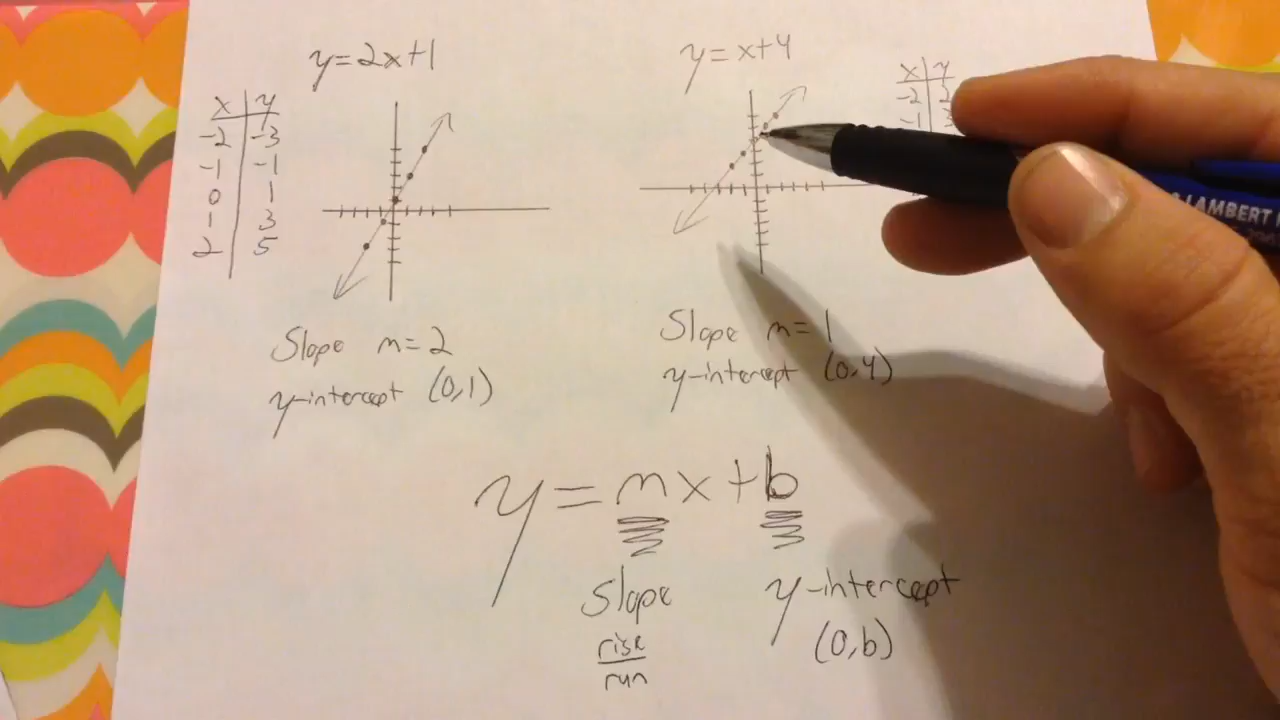 y=2x+1
x y
-2 -3
-1 -1
0 1
1 3
2 5
Slope m=2
y-intercept (0,1)
y=x+4
x y
-2 2
-1
Slope m=1
y-intercept (0,4)
LAMBERT
y=mx+b
Slope
rise
run
y-intercept
(0,b)